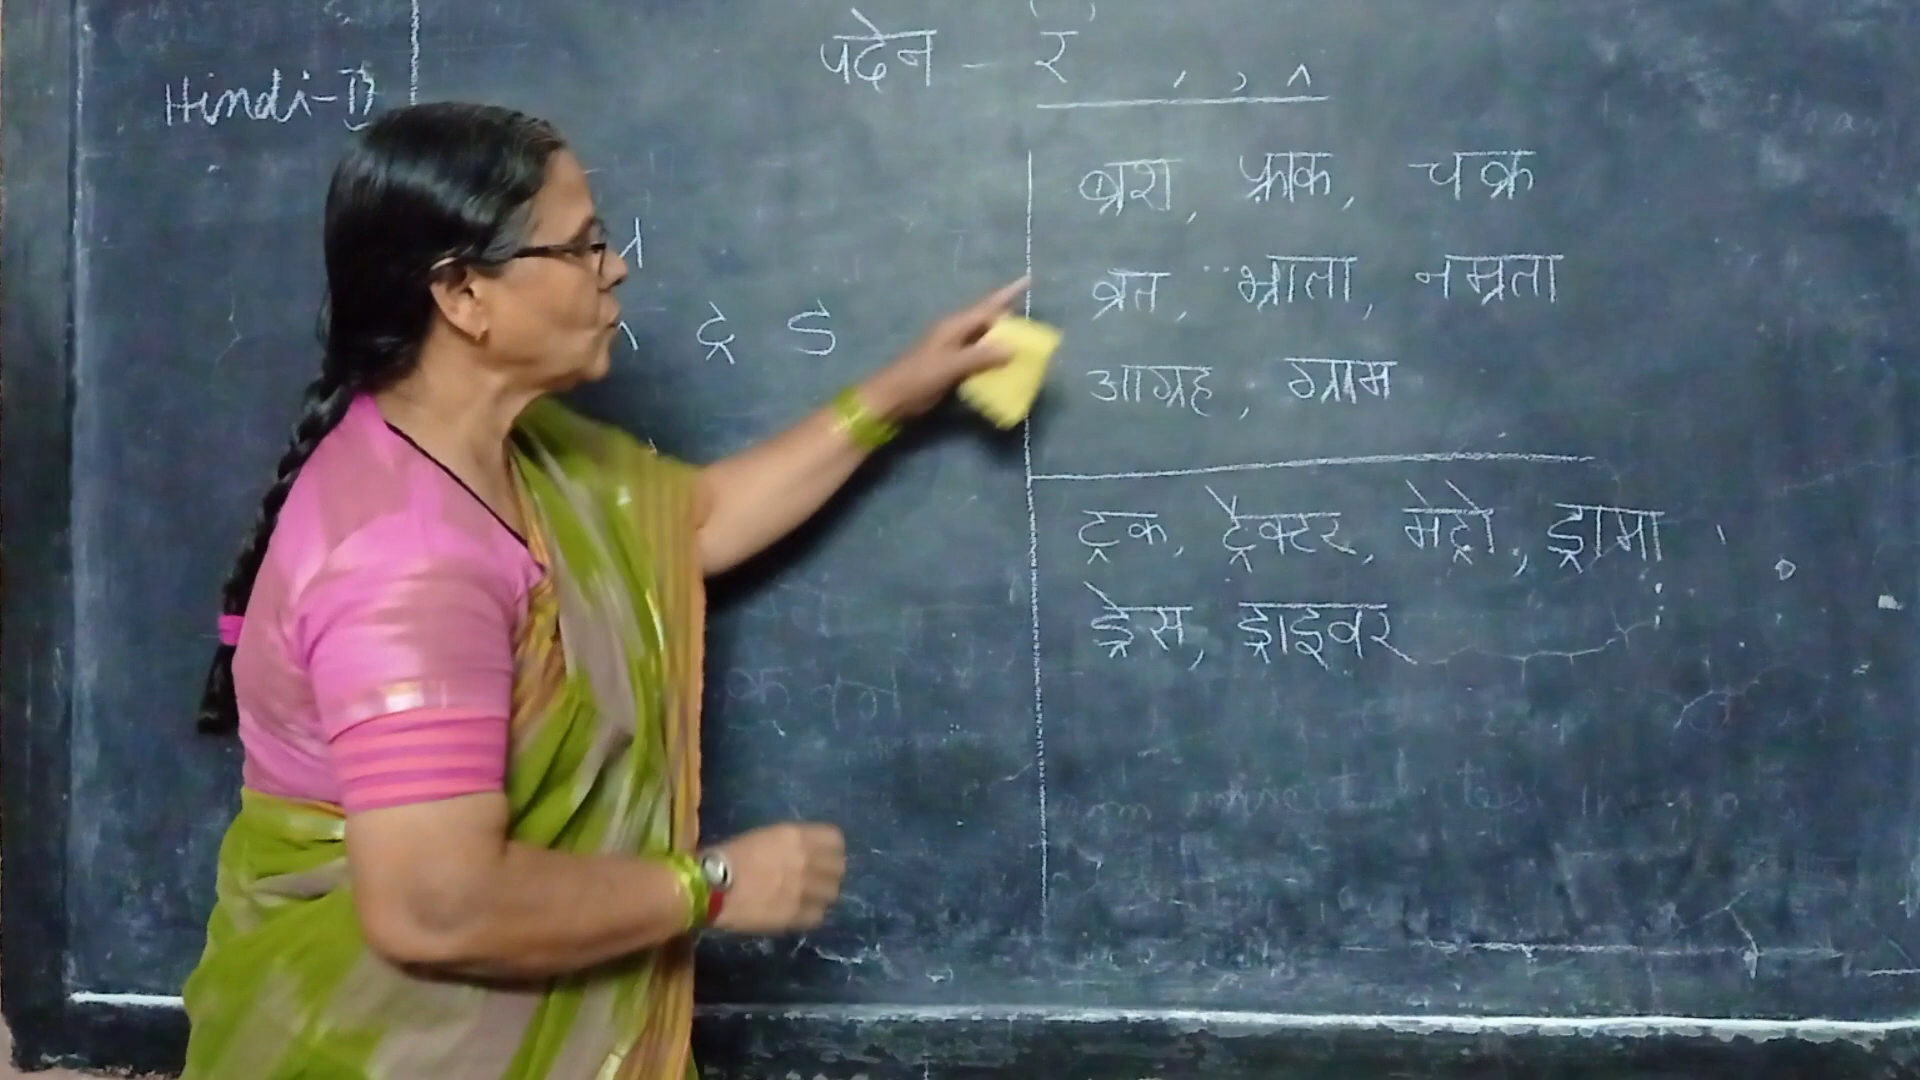 पदेन - र
Hindi-II
ब्रश, फ्राक, चक्र
व्रत, भ्राता, नम्रता
ट्र ड
आग्रह, ग्राम
ट्रक, ट्रैक्टर, मेट्रो, ड्रामा
ड्रेस, ड्राइवर